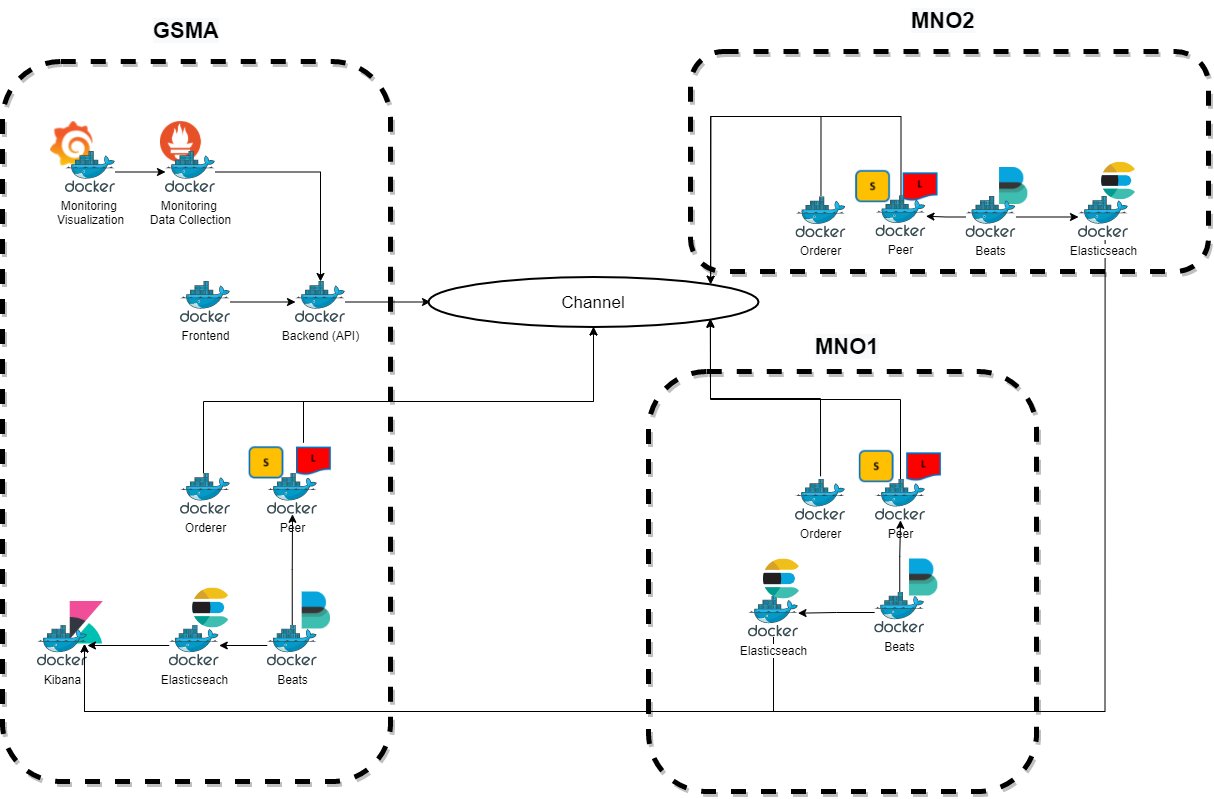 GSMA
MNO2
docker
Monitoring
Visualization
docker
Monitoring
Data Collection
S
L
docker
Orderer
docker
Peer
docker
Beats
docker
Elasticseach
docker
Frontend
docker
Backend (API)
Channel
MNO1
S
L
docker
Orderer
docker
Peer
S
L
docker
Orderer
docker
Peer
docker
Kibana
docker
Elasticseach
docker
Beats
docker
Elasticseach
docker
Beats